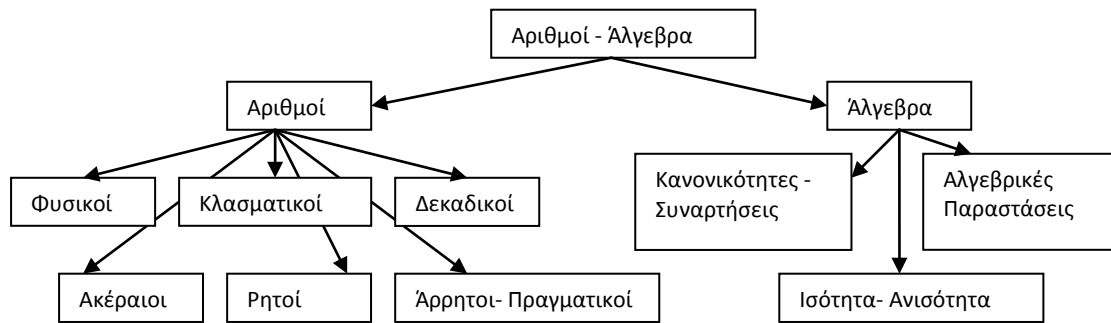 Αριθμοί - Άλγεβρα
Αριθμοί
Άλγεβρα
Φυσικοί
Κλασματικοί
Δεκαδικοί
Κανονικότητες -
Συναρτήσεις
Αλγεβρικές
Παραστάσεις
Ακέραιοι
Ρητοί
Άρρητοι- Πραγματικοί
Ισότητα- Ανισότητα